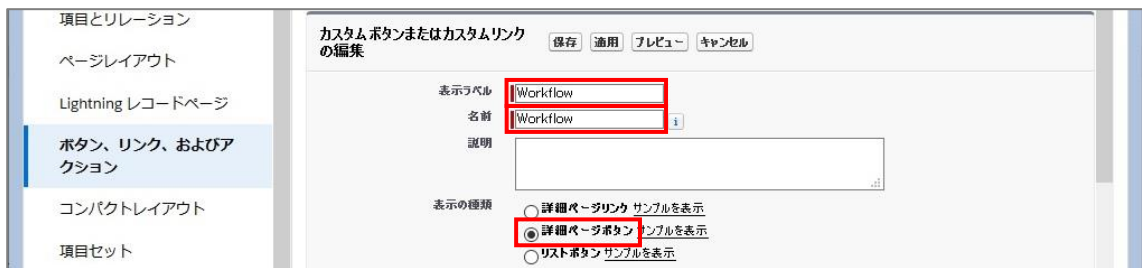 項目とリレーション
ページレイアウト
Lightning レコードページ
ボタン、リンク、およびア
クション
コンパクトレイアウト
項目セット
カスタムボタンまたはカスタムリンク
の編集
保存 適用 プレビュー キャンセル
表示ラベル Workflow
名前 Workflow i
説明
表示の種類
詳細ページリンク サンプルを表示
詳細ページボタン サンプルを表示
リストボタン サンプルを表示